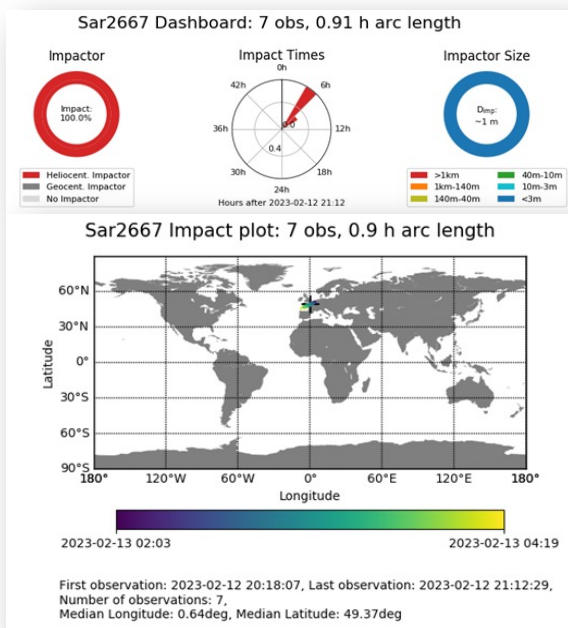 Sar2667 Dashboard: 7 obs, 0.91 h arc length
Impactor
Impact:
100.0%
Heliocent. Impactor
Geocent. Impactor
No Impactor
Impact Times
0h
6h
12h
18h
24h
30h
36h
42h
0.0
0.4
Hours after 2023-02-12 21:12
Impactor Size
Dimp:
~1 m
>1km
1km-140m
140m-40m
40m-10m
10m-3m
<3m
Sar2667 Impact plot: 7 obs, 0.9 h arc length
Latitude
60°N
30°N
0°
30°S
60°S
90°S
180° 120°W 60°W 0° 60°E 120°E 180°
Longitude
2023-02-13 02:03 2023-02-13 04:19
First observation: 2023-02-12 20:18:07, Last observation: 2023-02-12 21:12:29,
Number of observations: 7,
Median Longitude: 0.64deg, Median Latitude: 49.37deg